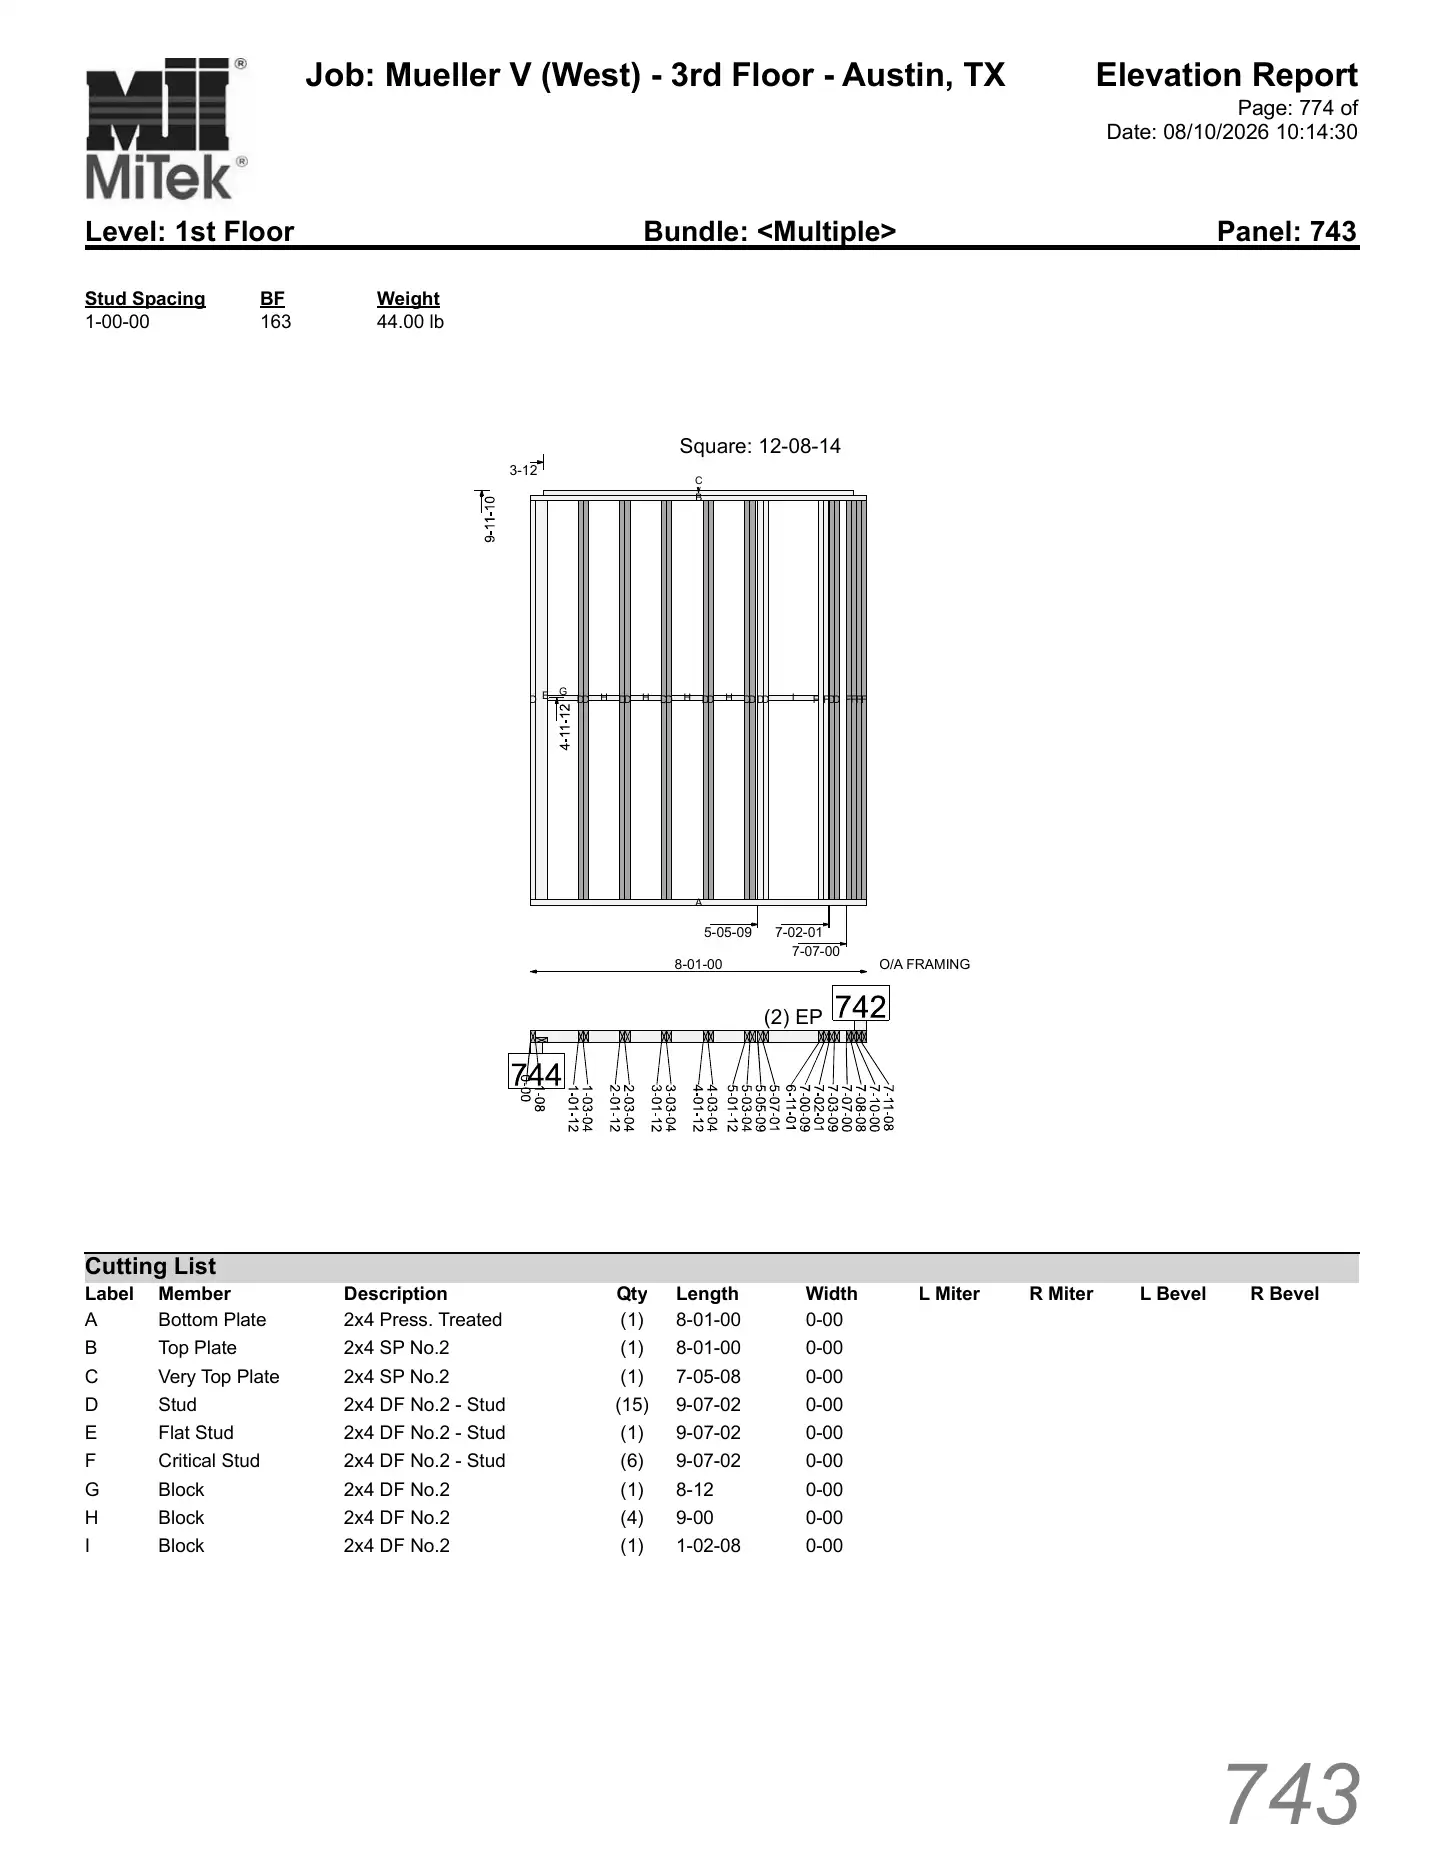 MiTek®
Job: Mueller V (West) - 3rd Floor - Austin, TX
Elevation Report
Page: 774 of
Date: 08/10/2026 10:14:30
Level: 1st Floor Bundle: <Multiple> Panel: 743
Stud Spacing BF Weight
1-00-00 163 44.00 lb
Square: 12-08-14
3-12
C
B
9-11-10
E G H H H H I
4-11-12
A
5-05-09 7-02-01
7-07-00
8-01-00 O/A FRAMING
(2) EP 742
744
0-00
1-08
1-01-12
1-03-04
2-01-12
2-03-04
3-01-12
3-03-04
4-01-12
4-03-04
5-01-12
5-03-04
5-05-09
5-07-01
6-11-01
7-00-09
7-02-01
7-03-09
7-07-00
7-08-08
7-10-00
7-11-08
Cutting List
Label Member Description Qty Length Width L Miter R Miter L Bevel R Bevel
A Bottom Plate 2x4 Press. Treated (1) 8-01-00 0-00
B Top Plate 2x4 SP No.2 (1) 8-01-00 0-00
C Very Top Plate 2x4 SP No.2 (1) 7-05-08 0-00
D Stud 2x4 DF No.2 - Stud (15) 9-07-02 0-00
E Flat Stud 2x4 DF No.2 - Stud (1) 9-07-02 0-00
F Critical Stud 2x4 DF No.2 - Stud (6) 9-07-02 0-00
G Block 2x4 DF No.2 (1) 8-12 0-00
H Block 2x4 DF No.2 (4) 9-00 0-00
I Block 2x4 DF No.2 (1) 1-02-08 0-00
743